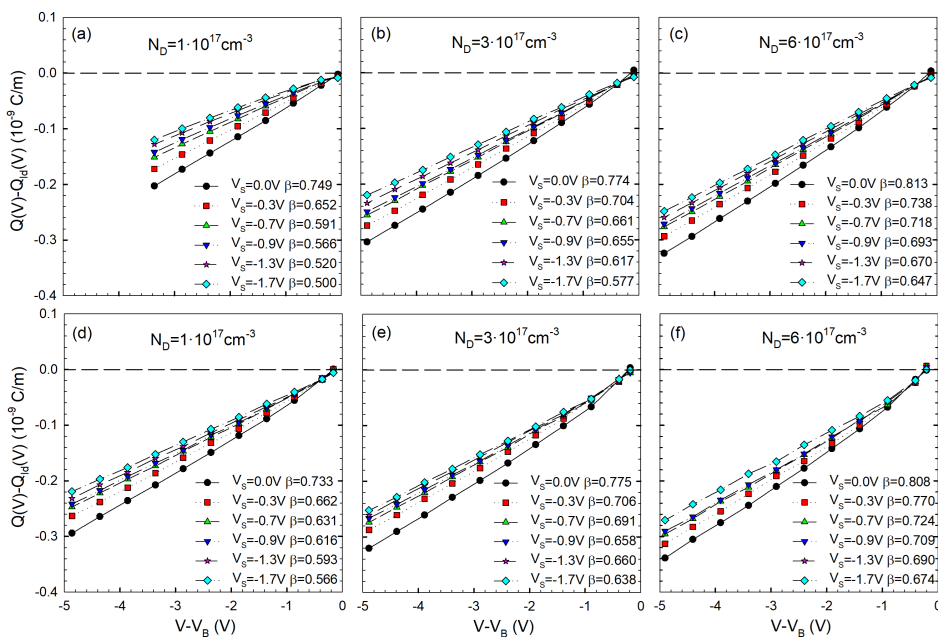 (a) N_D=1·10^17cm^-3
(b) N_D=3·10^17cm^-3
(c) N_D=6·10^17cm^-3
Q(V)-Q_id(V) (10^-9 C/m)
0.1
0.0
-0.1
-0.2
-0.3
-0.4
V_S=0.0V β=0.749
V_S=-0.3V β=0.652
V_S=-0.7V β=0.591
V_S=-0.9V β=0.566
V_S=-1.3V β=0.520
V_S=-1.7V β=0.500
V_S=0.0V β=0.774
V_S=-0.3V β=0.704
V_S=-0.7V β=0.661
V_S=-0.9V β=0.655
V_S=-1.3V β=0.617
V_S=-1.7V β=0.577
V_S=0.0V β=0.813
V_S=-0.3V β=0.738
V_S=-0.7V β=0.718
V_S=-0.9V β=0.693
V_S=-1.3V β=0.670
V_S=-1.7V β=0.647
(d) N_D=1·10^17cm^-3
(e) N_D=3·10^17cm^-3
(f) N_D=6·10^17cm^-3
Q(V)-Q_id(V) (10^-9 C/m)
0.1
0.0
-0.1
-0.2
-0.3
-0.4
V_S=0.0V β=0.733
V_S=-0.3V β=0.662
V_S=-0.7V β=0.631
V_S=-0.9V β=0.616
V_S=-1.3V β=0.593
V_S=-1.7V β=0.566
V_S=0.0V β=0.775
V_S=-0.3V β=0.706
V_S=-0.7V β=0.691
V_S=-0.9V β=0.658
V_S=-1.3V β=0.660
V_S=-1.7V β=0.638
V_S=0.0V β=0.808
V_S=-0.3V β=0.770
V_S=-0.7V β=0.724
V_S=-0.9V β=0.709
V_S=-1.3V β=0.690
V_S=-1.7V β=0.674
-5 -4 -3 -2 -1 0
-5 -4 -3 -2 -1 0
-5 -4 -3 -2 -1 0
V-V_B (V)
V-V_B (V)
V-V_B (V)